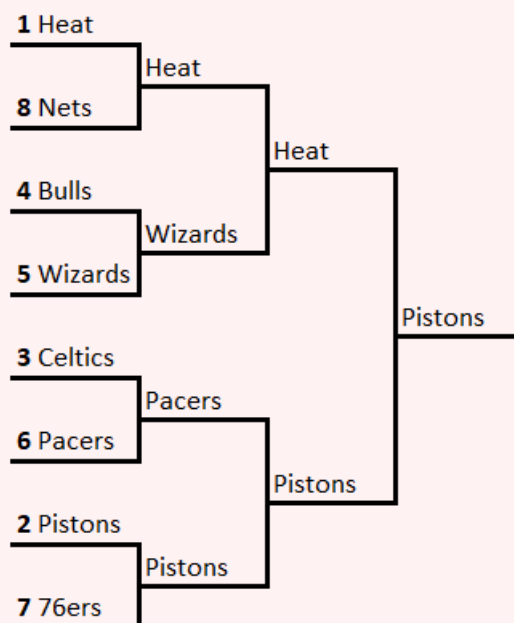 1 Heat
Heat
8 Nets
Heat
4 Bulls
Wizards
5 Wizards
Pistons
3 Celtics
Pacers
6 Pacers
Pistons
2 Pistons
Pistons
7 76ers